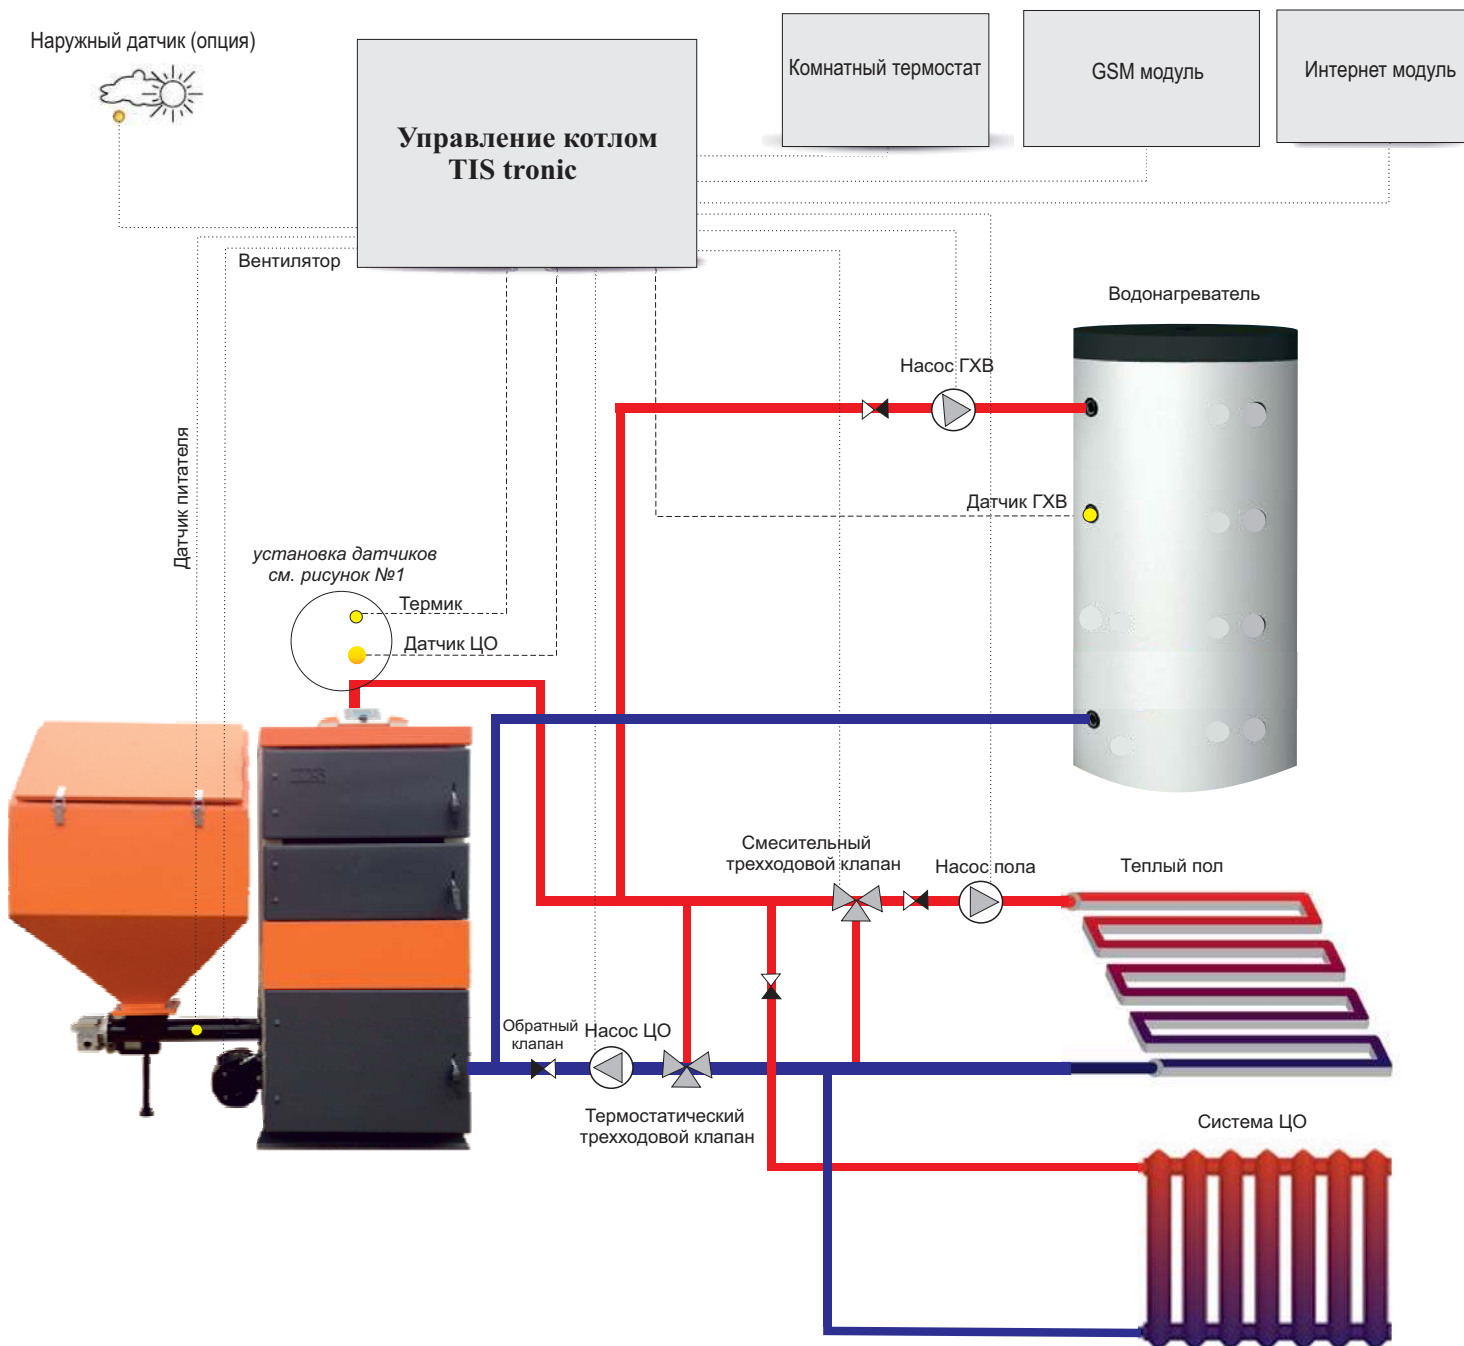 Наружный датчик (опция)
Управление котлом
TIS tronic
Комнатный термостат
GSM модуль
Интернет модуль
Вентилятор
Водонагреватель
Насос ГХВ
Датчик питателя
Датчик ГХВ
установка датчиков
см. рисунок №1
Термик
Датчик ЦО
Смесительный
трехходовой клапан
Насос пола
Теплый пол
Обратный
клапан
Насос ЦО
Термостатический
трехходовой клапан
Система ЦО